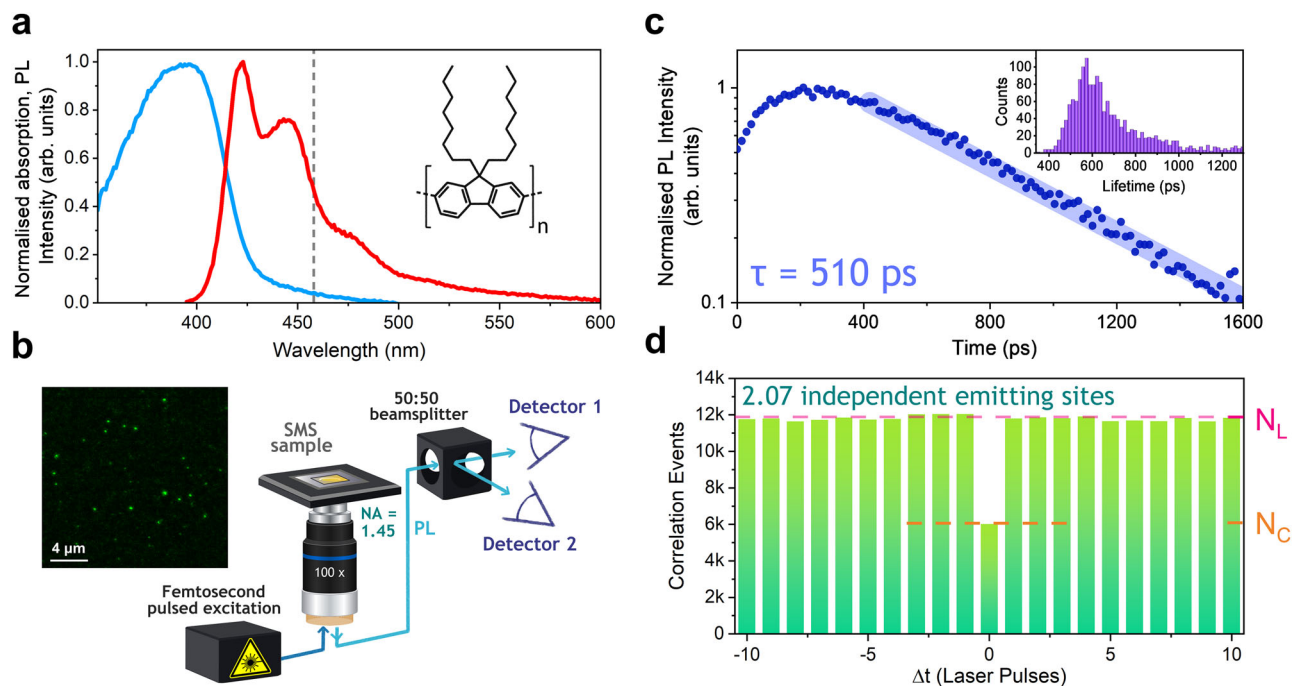 a
Normalised absorption, PL
Intensity (arb. units)
1.0
0.8
0.6
0.4
0.2
0.0
400
450
500
550
600
Wavelength (nm)
n
b
4 µm
SMS
sample
NA =
1.45
PL
100 x
Femtosecond
pulsed excitation
50:50
beamsplitter
Detector 1
Detector 2
c
Normalised PL Intensity
(arb. units)
1
0.1
τ = 510 ps
0
400
800
1200
1600
Time (ps)
Counts
100
80
60
40
20
0
400
600
800
1000
1200
Lifetime (ps)
d
Correlation Events
14k
12k
10k
8k
6k
4k
2k
0
2.07 independent emitting sites
N_L
N_C
-10
-5
0
5
10
Δt (Laser Pulses)